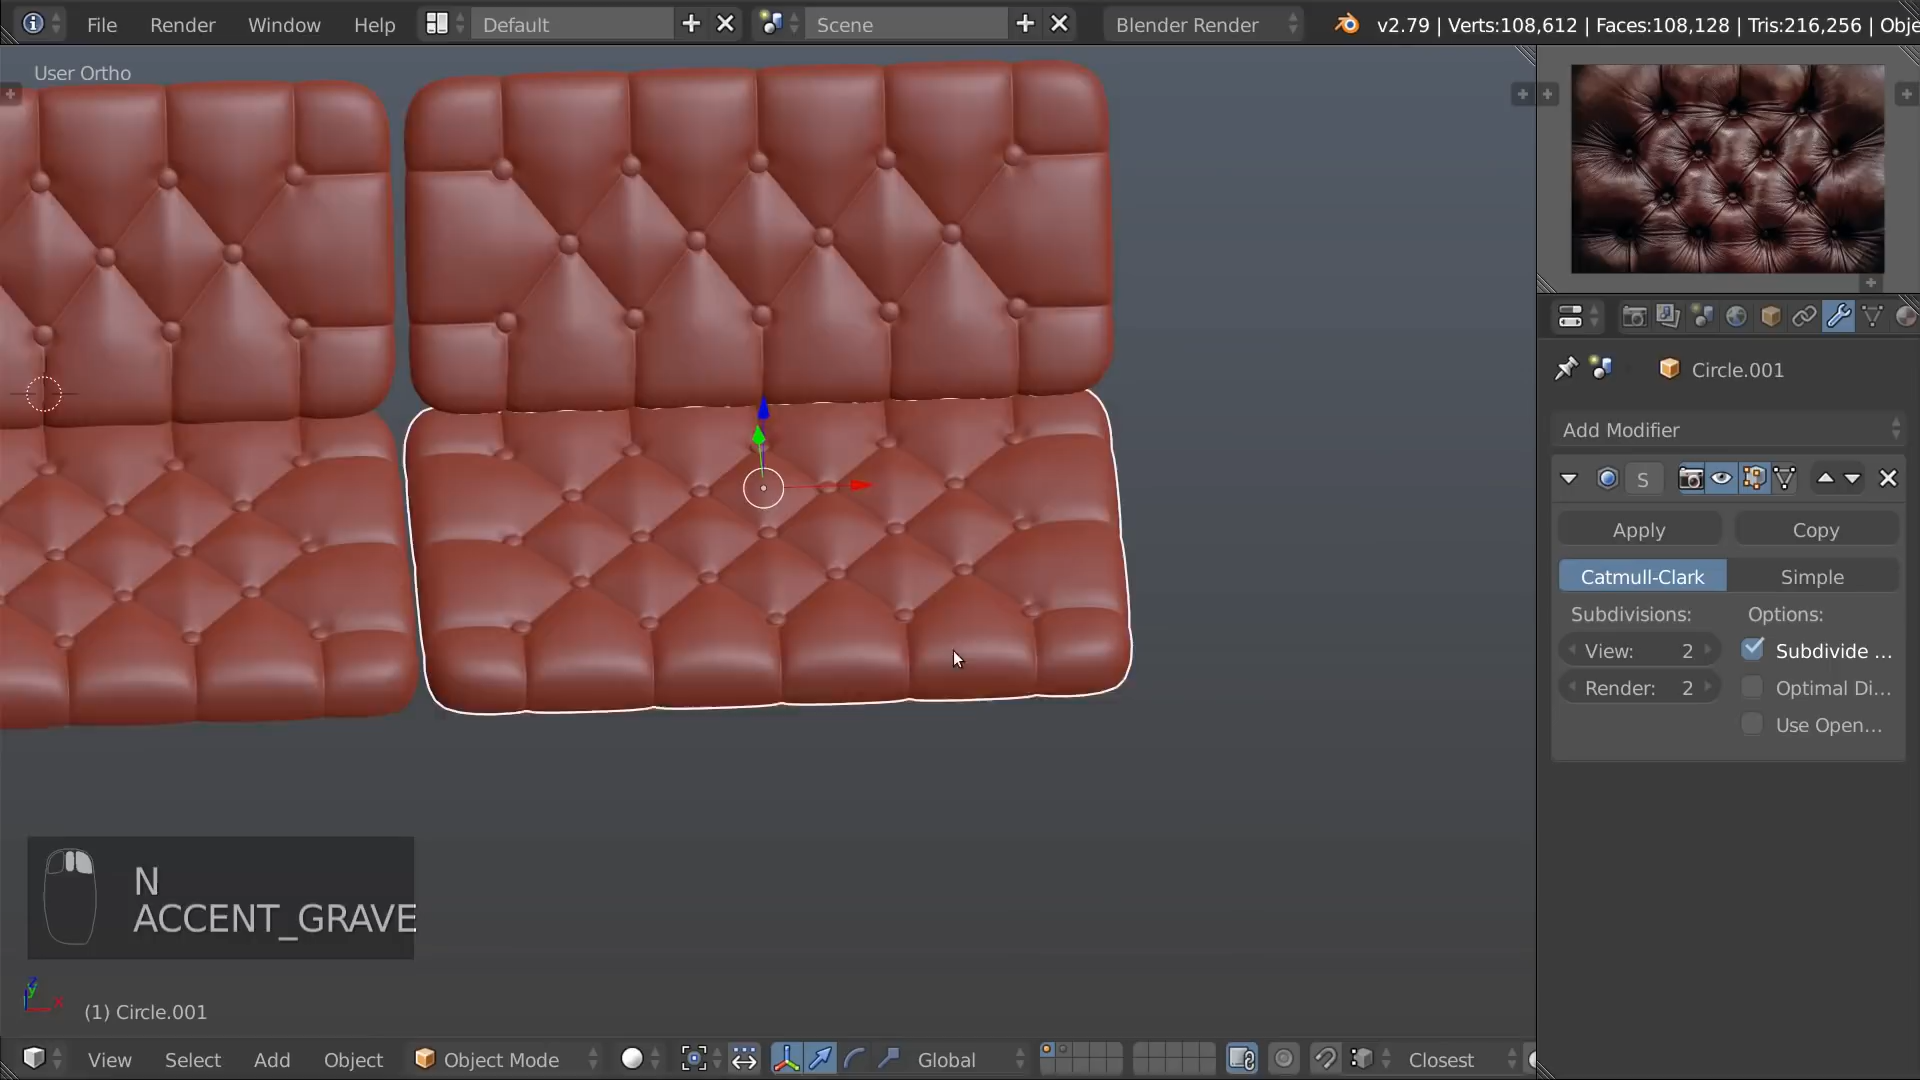 File Render Window Help Default Scene Blender Render v2.79 | Verts:108,612 | Faces:108,128 | Tris:216,256 | Obje
User Ortho
Circle.001
Add Modifier
S
Apply Copy
Catmull-Clark Simple
Subdivisions: Options:
View: 2 Subdivide ...
Render: 2 Optimal Di...
Use Open...
N
ACCENT_GRAVE
(1) Circle.001
View Select Add Object Object Mode Global Closest